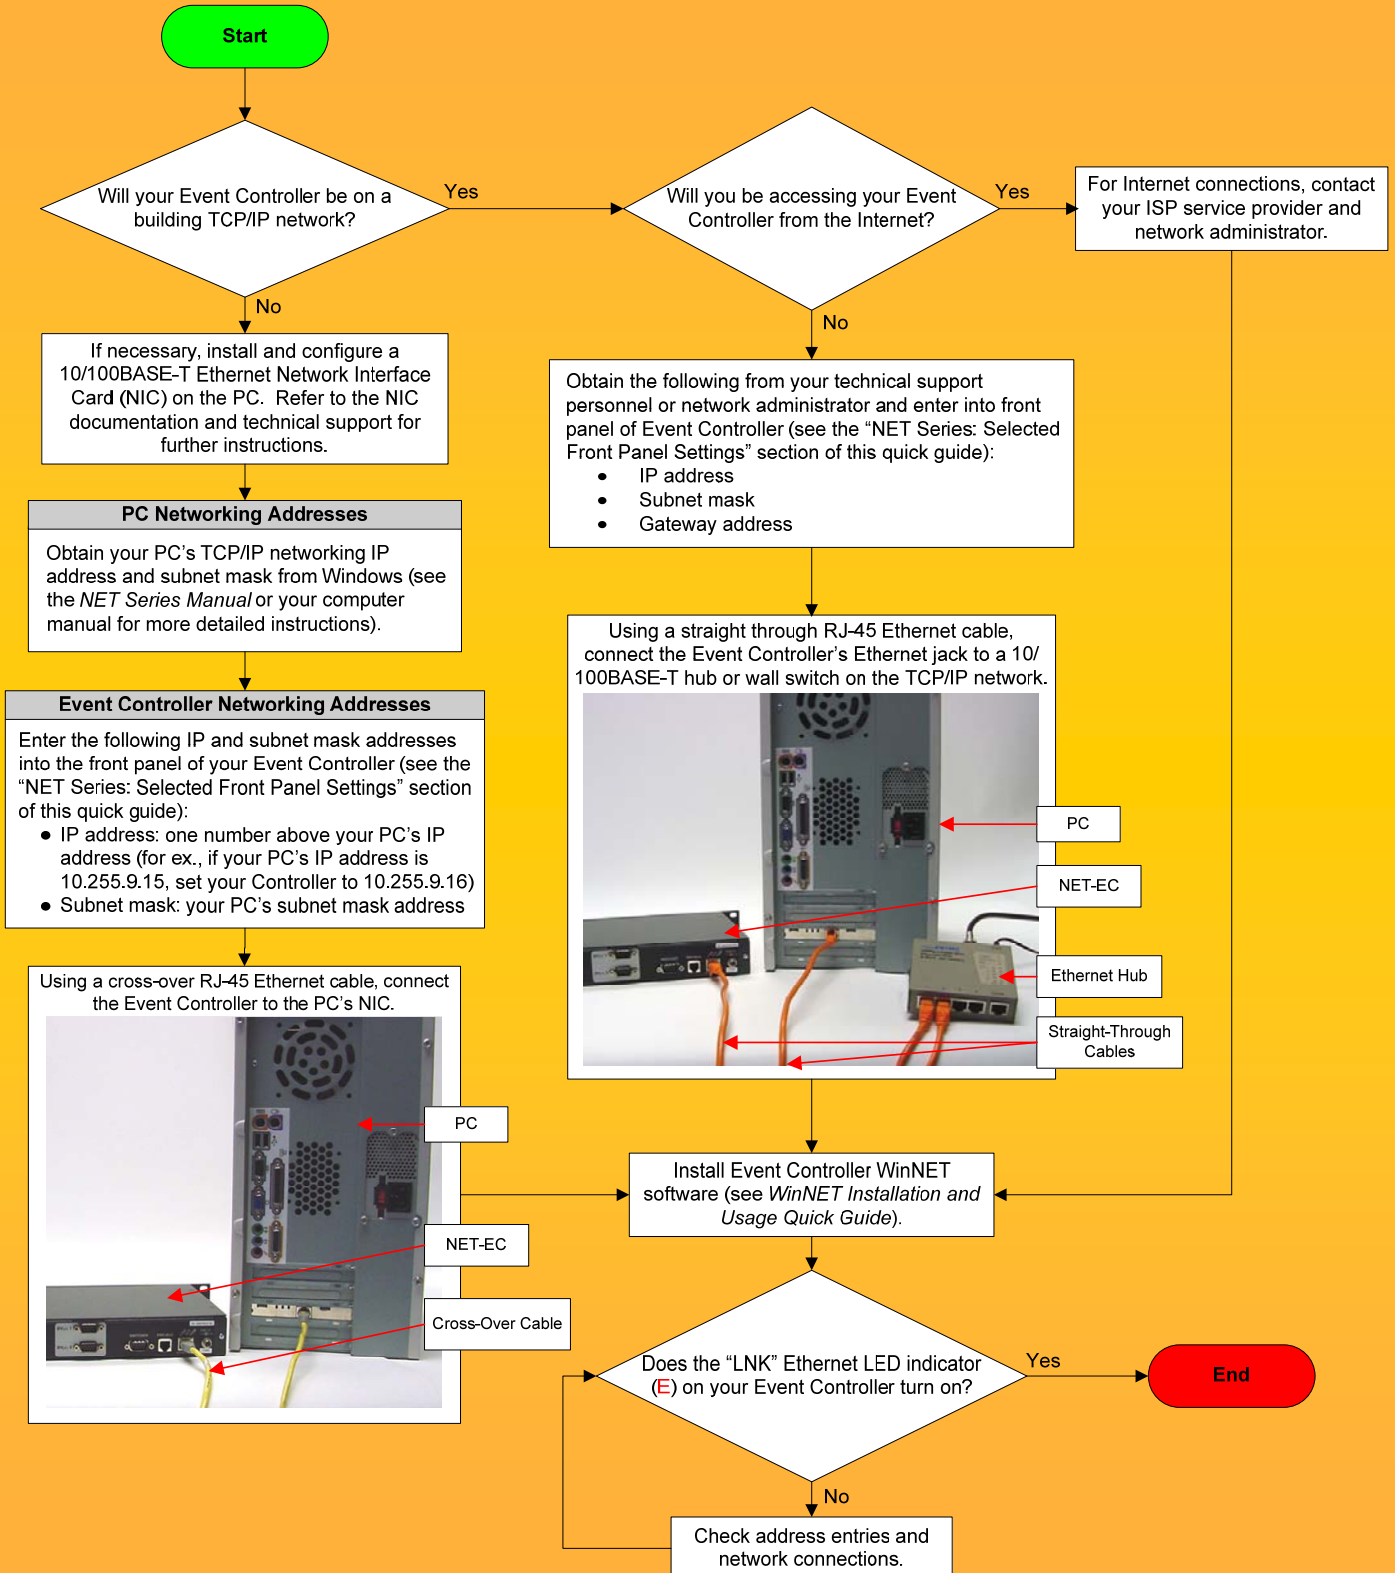 Start
Will your Event Controller be on a
building TCP/IP network?
Yes
No
Will you be accessing your Event
Controller from the Internet?
Yes
No
For Internet connections, contact
your ISP service provider and
network administrator.
If necessary, install and configure a
10/100BASE-T Ethernet Network Interface
Card (NIC) on the PC. Refer to the NIC
documentation and technical support for
further instructions.
PC Networking Addresses
Obtain your PC's TCP/IP networking IP
address and subnet mask from Windows (see
the NET Series Manual or your computer
manual for more detailed instructions).
Event Controller Networking Addresses
Enter the following IP and subnet mask addresses
into the front panel of your Event Controller (see the
“NET Series: Selected Front Panel Settings” section
of this quick guide):
● IP address: one number above your PC's IP
address (for ex., if your PC's IP address is
10.255.9.15, set your Controller to 10.255.9.16)
● Subnet mask: your PC's subnet mask address
Using a cross-over RJ-45 Ethernet cable, connect
the Event Controller to the PC's NIC.
PC
NET-EC
Cross-Over Cable
Obtain the following from your technical support
personnel or network administrator and enter into front
panel of Event Controller (see the “NET Series: Selected
Front Panel Settings” section of this quick guide):
● IP address
● Subnet mask
● Gateway address
Using a straight through RJ-45 Ethernet cable,
connect the Event Controller's Ethernet jack to a 10/
100BASE-T hub or wall switch on the TCP/IP network.
PC
NET-EC
Ethernet Hub
Straight-Through
Cables
Install Event Controller WinNET
software (see WinNET Installation and
Usage Quick Guide).
Does the “LNK” Ethernet LED indicator
(E) on your Event Controller turn on?
Yes
No
End
Check address entries and
network connections.